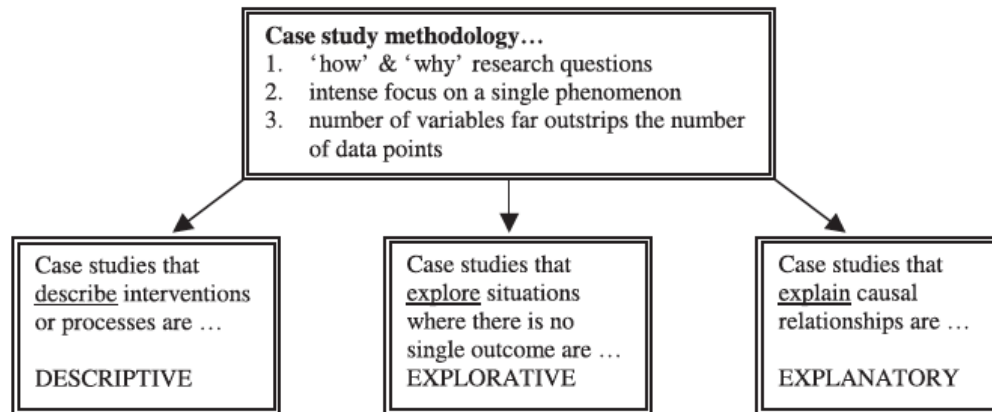 Case study methodology…
1. ‘how’ & ‘why’ research questions
2. intense focus on a single phenomenon
3. number of variables far outstrips the number
of data points
Case studies that
describe interventions
or processes are …
DESCRIPTIVE
Case studies that
explore situations
where there is no
single outcome are …
EXPLORATIVE
Case studies that
explain causal
relationships are …
EXPLANATORY